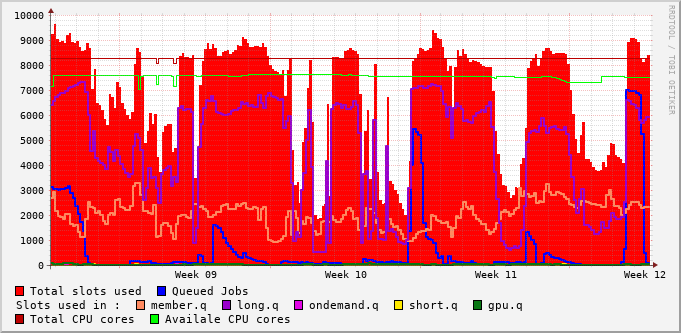 10000
9000
8000
7000
6000
5000
4000
3000
2000
1000
0
Week 09 Week 10 Week 11 Week 12
RRDTOOL / TOBI OETIKER
Total slots used Queued Jobs
Slots used in : member.q long.q ondemand.q short.q gpu.q
Total CPU cores Availale CPU cores